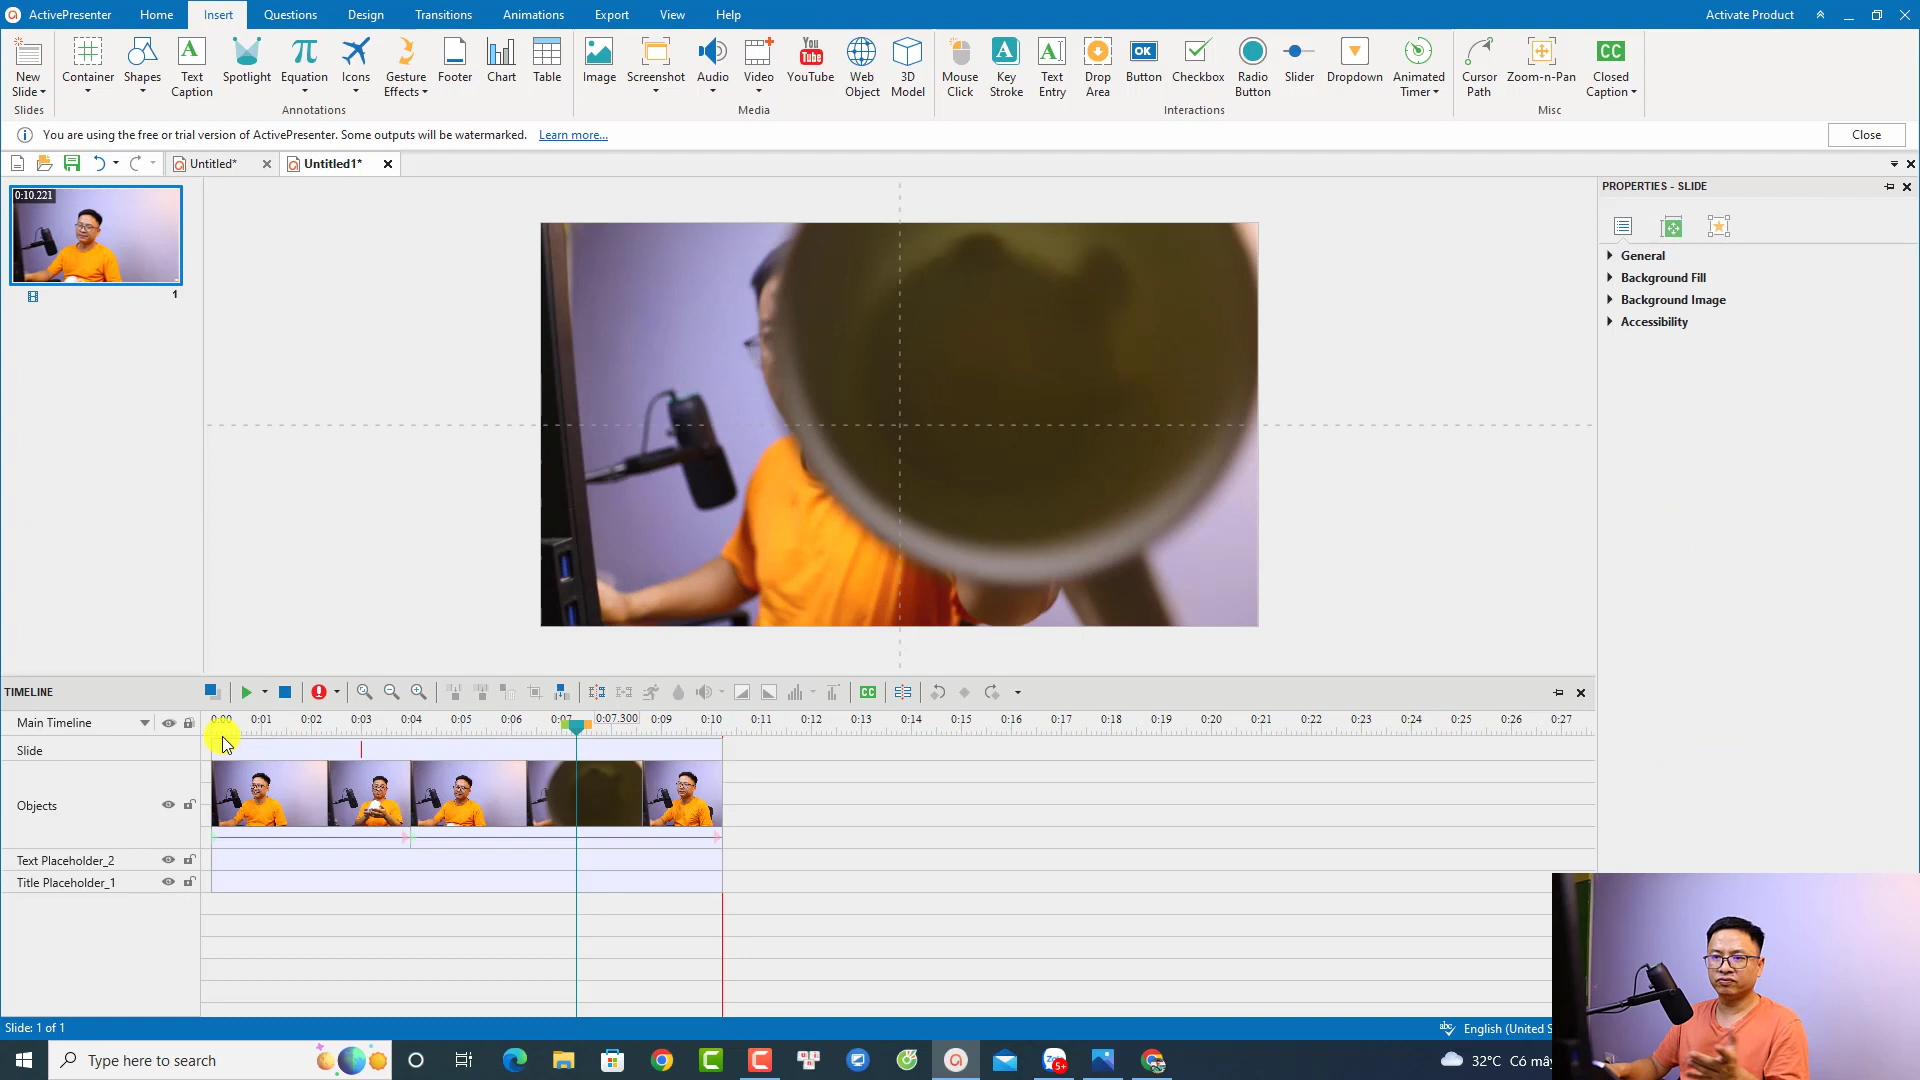 ActivePresenter Home Insert Questions Design Transitions Animations Export View Help Activate Product
New Slide Container Shapes Text Caption Spotlight Equation Icons Gesture Effects Footer Chart Table Image Screenshot Audio Video YouTube Web Object 3D Model Mouse Click Key Stroke Text Entry Drop Area Button Checkbox Radio Button Slider Dropdown Animated Timer Cursor Path Zoom-n-Pan Closed Caption
Slides Annotations Media Interactions Misc
You are using the free or trial version of ActivePresenter. Some outputs will be watermarked. Learn more... Close
Untitled* Untitled1*
PROPERTIES - SLIDE
0:10.221
General
Background Fill
Background Image
Accessibility
1
TIMELINE
Main Timeline 0:00 0:01 0:02 0:03 0:04 0:05 0:06 0:07 0:07.300 0:09 0:10 0:11 0:12 0:13 0:14 0:15 0:16 0:17 0:18 0:19 0:20 0:21 0:22 0:23 0:24 0:25 0:26 0:27
Slide
Objects
Text Placeholder_2
Title Placeholder_1
Slide: 1 of 1 English (United S
Type here to search 5+ 32°C Có mây